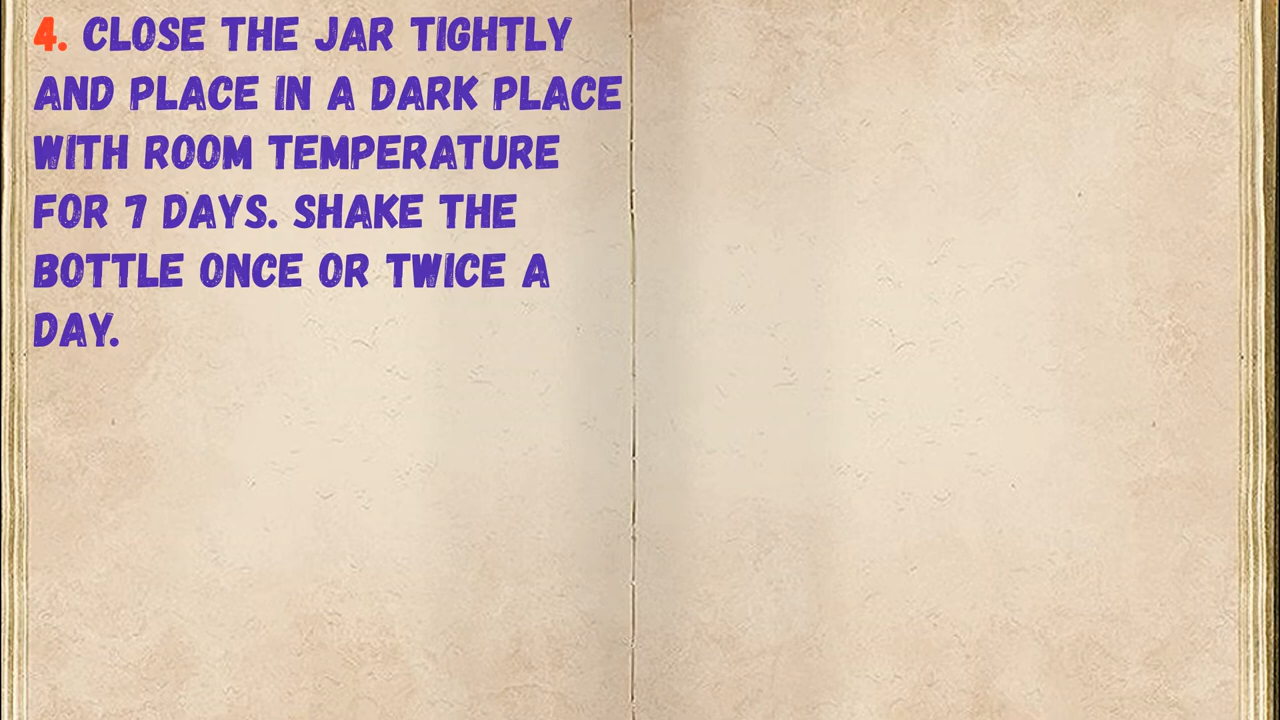 4. CLOSE THE JAR TIGHTLY
AND PLACE IN A DARK PLACE
WITH ROOM TEMPERATURE
FOR 7 DAYS. SHAKE THE
BOTTLE ONCE OR TWICE A
DAY.